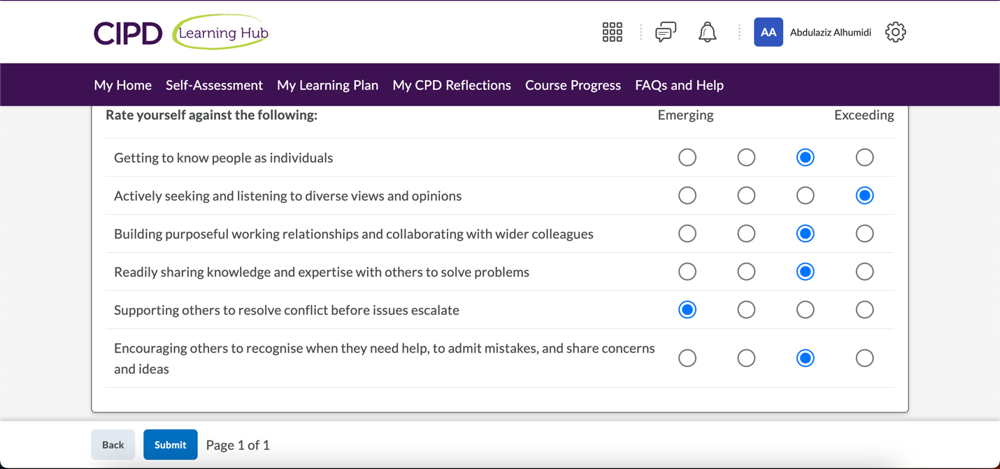 CIPD Learning Hub
AA Abdulaziz Alhumidi
My Home Self-Assessment My Learning Plan My CPD Reflections Course Progress FAQs and Help
Rate yourself against the following: Emerging Exceeding
Getting to know people as individuals
Actively seeking and listening to diverse views and opinions
Building purposeful working relationships and collaborating with wider colleagues
Readily sharing knowledge and expertise with others to solve problems
Supporting others to resolve conflict before issues escalate
Encouraging others to recognise when they need help, to admit mistakes, and share concerns
and ideas
Back Submit Page 1 of 1